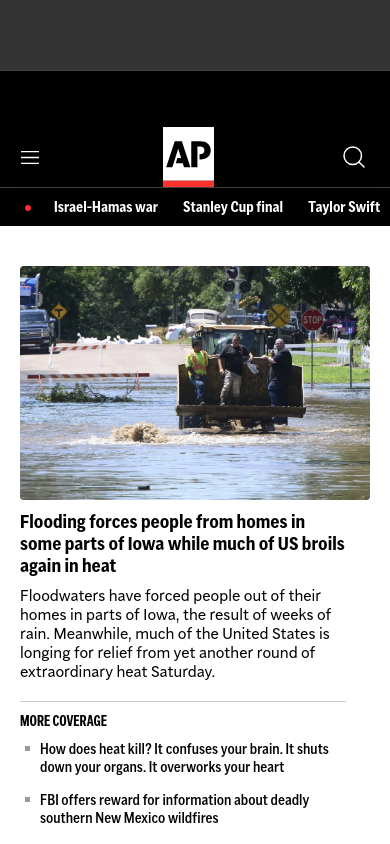 AP
Israel-Hamas war
Stanley Cup final
Taylor Swift
STOP
Flooding forces people from homes in
some parts of Iowa while much of US broils
again in heat
Floodwaters have forced people out of their
homes in parts of Iowa, the result of weeks of
rain. Meanwhile, much of the United States is
longing for relief from yet another round of
extraordinary heat Saturday.
MORE COVERAGE
How does heat kill? It confuses your brain. It shuts
down your organs. It overworks your heart
FBI offers reward for information about deadly
southern New Mexico wildfires